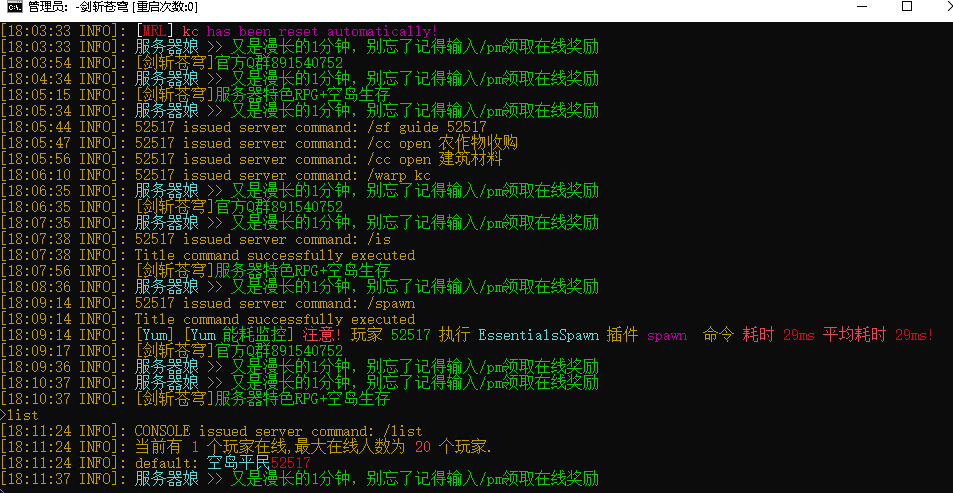 管理员: -剑斩苍穹 [重启次数:0]
[18:03:33 INFO]: [MRL] kc has been reset automatically!
[18:03:33 INFO]: 服务器娘 >> 又是漫长的1分钟，别忘了记得输入/pm领取在线奖励
[18:03:54 INFO]: [剑斩苍穹]官方Q群891540752
[18:04:34 INFO]: 服务器娘 >> 又是漫长的1分钟，别忘了记得输入/pm领取在线奖励
[18:05:15 INFO]: [剑斩苍穹]服务器特色RPG+空岛生存
[18:05:34 INFO]: 服务器娘 >> 又是漫长的1分钟，别忘了记得输入/pm领取在线奖励
[18:05:44 INFO]: 52517 issued server command: /sf guide 52517
[18:05:47 INFO]: 52517 issued server command: /cc open 农作物收购
[18:05:56 INFO]: 52517 issued server command: /cc open 建筑材料
[18:06:10 INFO]: 52517 issued server command: /warp kc
[18:06:35 INFO]: 服务器娘 >> 又是漫长的1分钟，别忘了记得输入/pm领取在线奖励
[18:06:35 INFO]: [剑斩苍穹]官方Q群891540752
[18:07:35 INFO]: 服务器娘 >> 又是漫长的1分钟，别忘了记得输入/pm领取在线奖励
[18:07:38 INFO]: 52517 issued server command: /is
[18:07:38 INFO]: Title command successfully executed
[18:07:56 INFO]: [剑斩苍穹]服务器特色RPG+空岛生存
[18:08:36 INFO]: 服务器娘 >> 又是漫长的1分钟，别忘了记得输入/pm领取在线奖励
[18:09:14 INFO]: 52517 issued server command: /spawn
[18:09:14 INFO]: Title command successfully executed
[18:09:14 INFO]: [Yum] [Yum 能耗监控] 注意! 玩家 52517 执行 EssentialsSpawn 插件 spawn  命令 耗时 29ms 平均耗时 29ms!
[18:09:17 INFO]: [剑斩苍穹]官方Q群891540752
[18:09:36 INFO]: 服务器娘 >> 又是漫长的1分钟，别忘了记得输入/pm领取在线奖励
[18:10:37 INFO]: 服务器娘 >> 又是漫长的1分钟，别忘了记得输入/pm领取在线奖励
[18:10:37 INFO]: [剑斩苍穹]服务器特色RPG+空岛生存
>list
[18:11:24 INFO]: CONSOLE issued server command: /list
[18:11:24 INFO]: 当前有 1 个玩家在线,最大在线人数为 20 个玩家.
[18:11:24 INFO]: default: 空岛平民52517
[18:11:37 INFO]: 服务器娘 >> 又是漫长的1分钟，别忘了记得输入/pm领取在线奖励